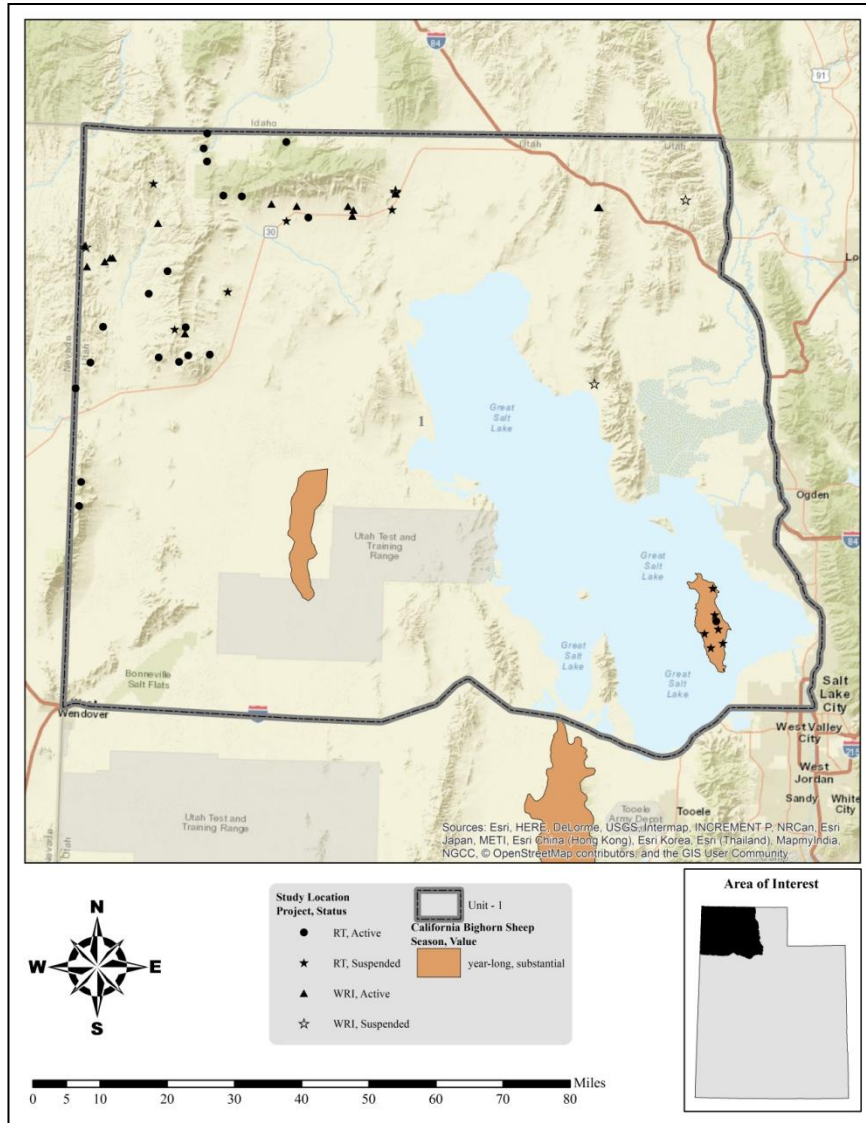 84
91
Idaho
Utah
Utah
30
Lo
Nevada
Utah
Great
Salt
Lake
1
Ogden
Utah Test and
Training
Range
84
Great
Salt
Lake
Great
Salt
Lake
Great
Salt
Lake
Bonneville
Salt Flats
Salt
Lake
City
Wendover
80
West Valley
City
215
West
Jordan
Sandy
White
City
Tooele
Army Depot
Tooele
Utah Test and
Training Range
Nevada
Utah
Sources: Esri, HERE, DeLorme, USGS, Intermap, INCREMENT P, NRCan, Esri
Japan, METI, Esri China (Hong Kong), Esri Korea, Esri (Thailand), MapmyIndia,
NGCC, © OpenStreetMap contributors, and the GIS User Community
N
W E
S
Study Location
Project, Status
RT, Active
RT, Suspended
WRI, Active
WRI, Suspended
Unit - 1
California Bighorn Sheep
Season, Value
year-long, substantial
Area of Interest
Miles
0 5 10 20 30 40 50 60 70 80